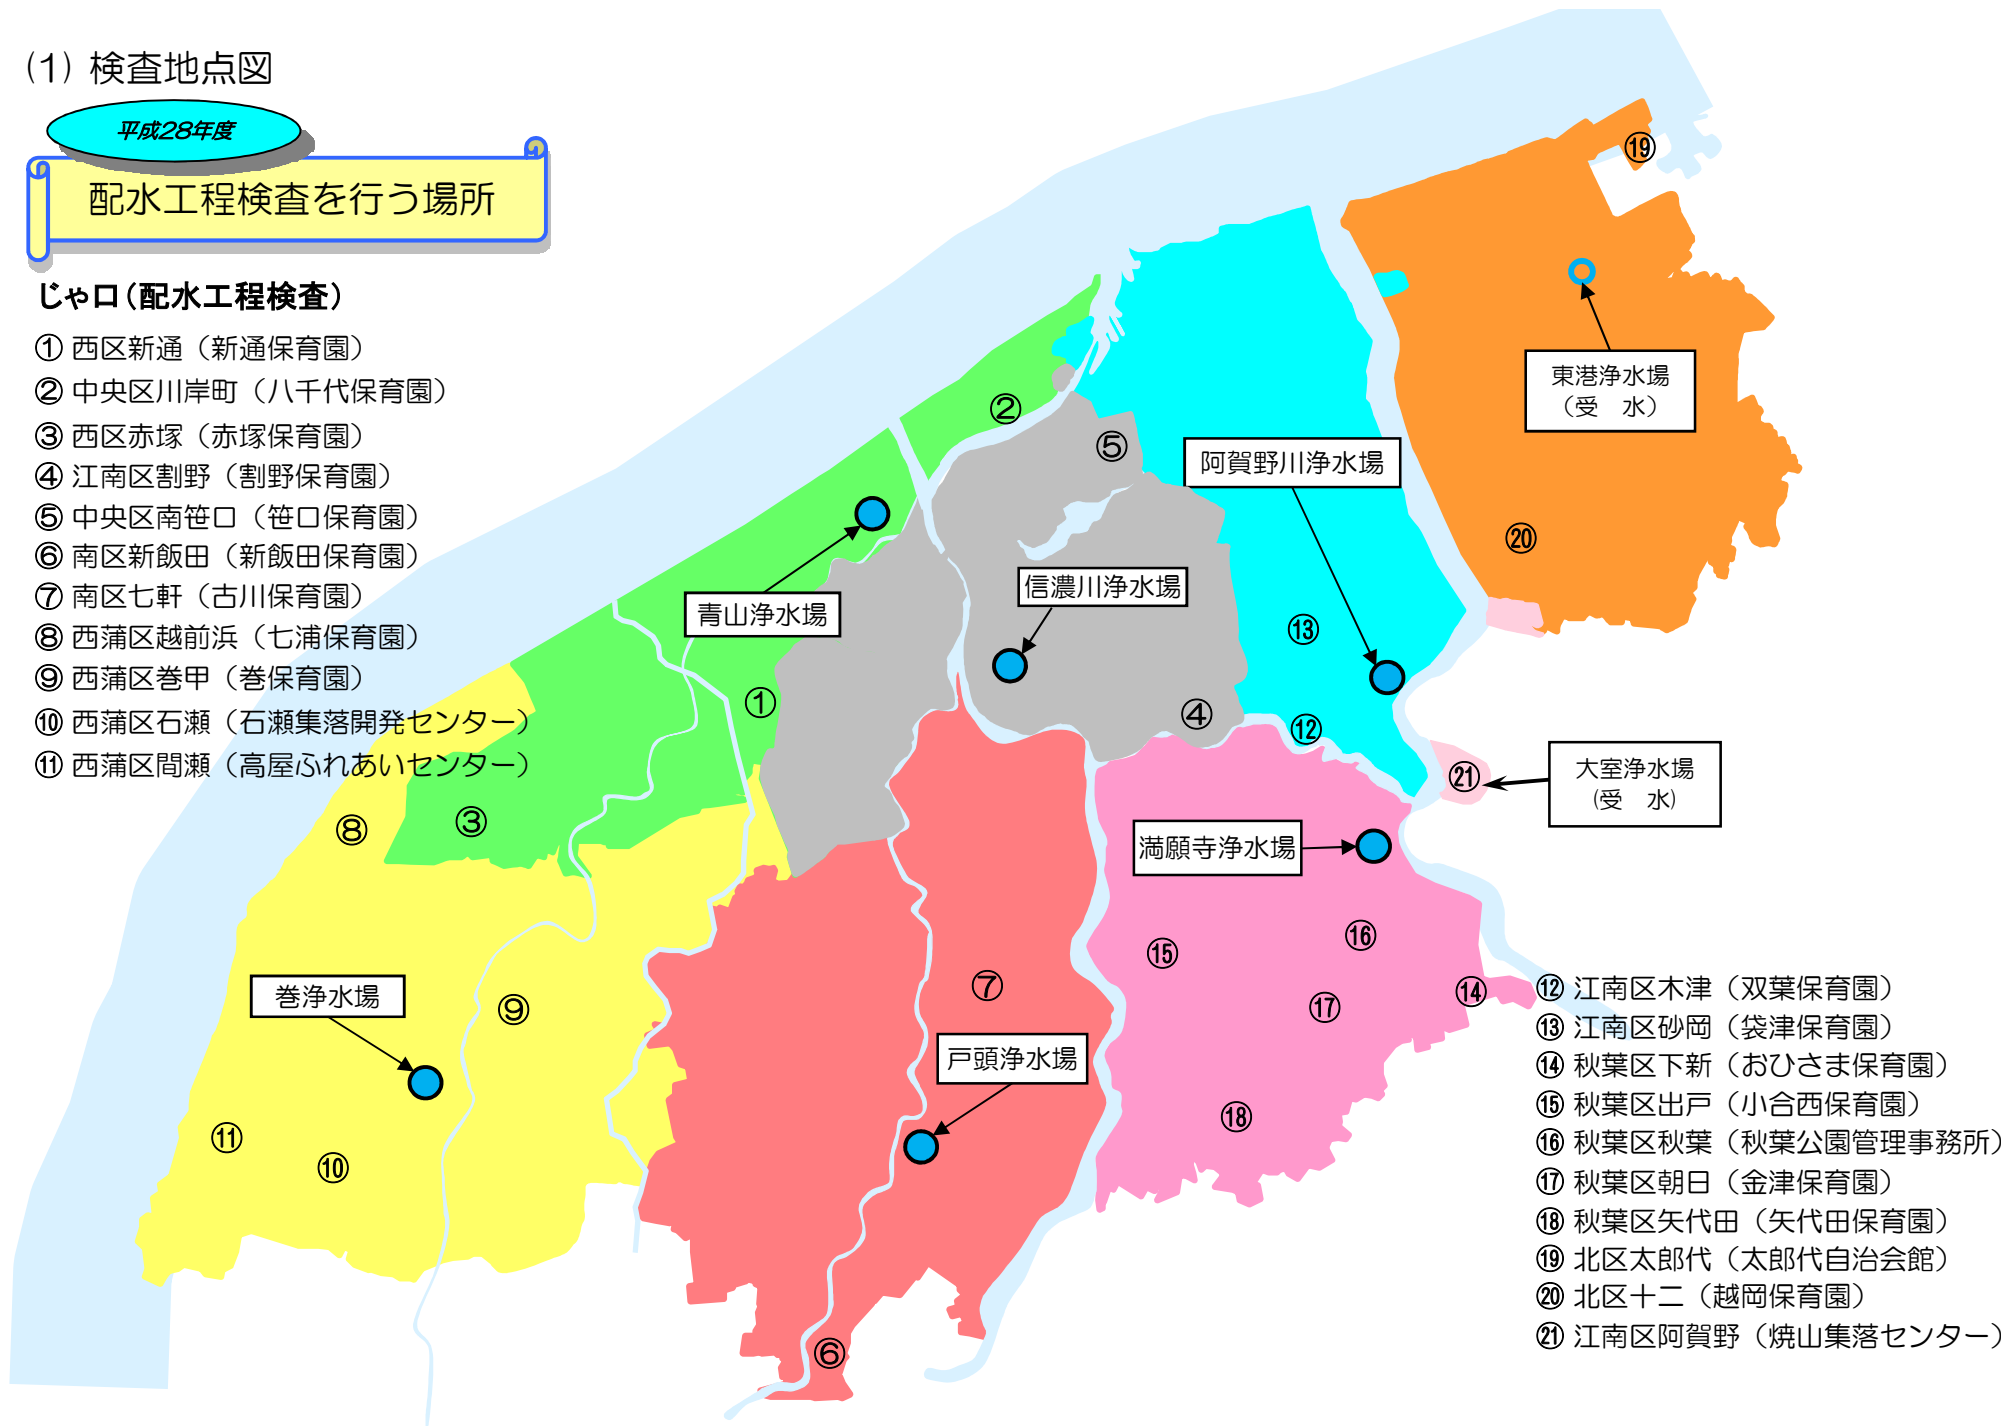 (1) 検査地点図
平成28年度
配水工程検査を行う場所
じゃ口(配水工程検査)
① 西区新通(新通保育園)
② 中央区川岸町(八千代保育園)
③ 西区赤塚(赤塚保育園)
④ 江南区割野(割野保育園)
⑤ 中央区南笹口(笹口保育園)
⑥ 南区新飯田(新飯田保育園)
⑦ 南区七軒(古川保育園)
⑧ 西蒲区越前浜(七浦保育園)
⑨ 西蒲区巻甲(巻保育園)
⑩ 西蒲区石瀬(石瀬集落開発センター)
⑪ 西蒲区間瀬(高屋ふれあいセンター)
⑲
東港浄水場
(受 水)
②
⑤
阿賀野川浄水場
⑳
青山浄水場
信濃川浄水場
⑬
①
④
⑫
⑧
③
㉑
大室浄水場
(受 水)
満願寺浄水場
⑯
⑮
巻浄水場
⑨
⑦
⑰
⑭
戸頭浄水場
⑪
⑩
⑱
⑥
⑫ 江南区木津(双葉保育園)
⑬ 江南区砂岡(袋津保育園)
⑭ 秋葉区下新(おひさま保育園)
⑮ 秋葉区出戸(小合西保育園)
⑯ 秋葉区秋葉(秋葉公園管理事務所)
⑰ 秋葉区朝日(金津保育園)
⑱ 秋葉区矢代田(矢代田保育園)
⑲ 北区太郎代(太郎代自治会館)
⑳ 北区十二(越岡保育園)
㉑ 江南区阿賀野(焼山集落センター)